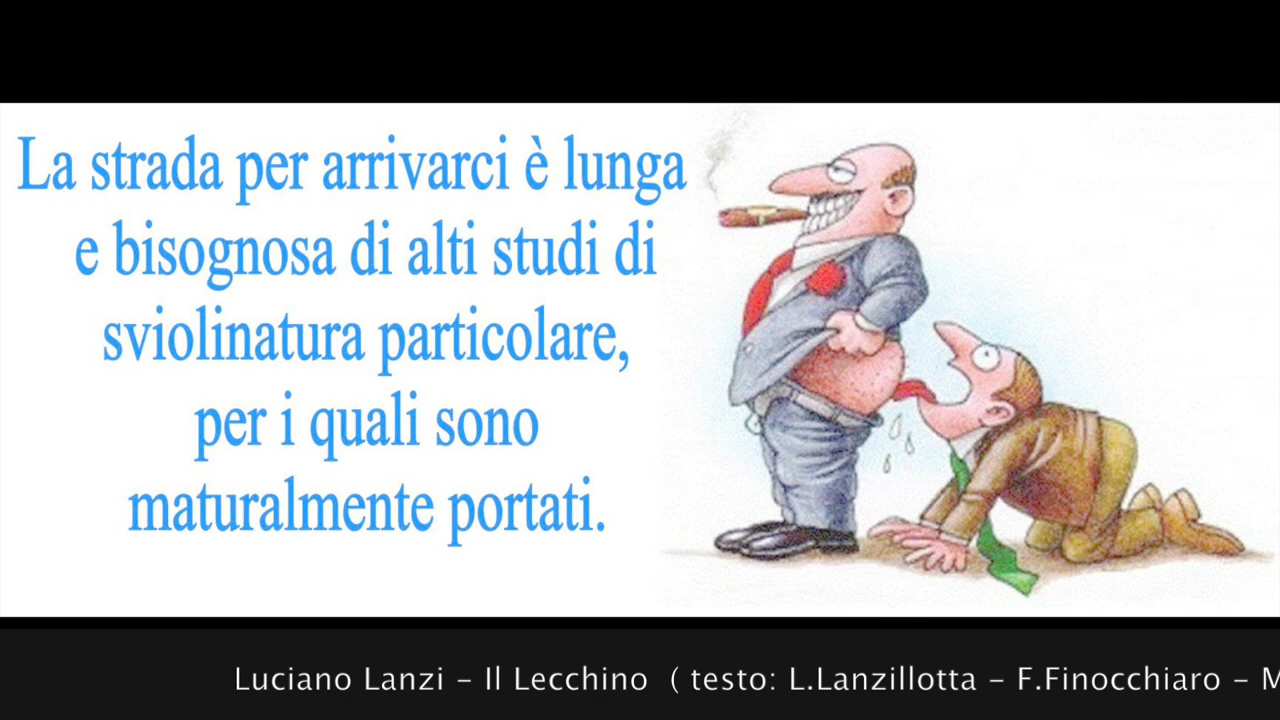 La strada per arrivarci è lunga
e bisognosa di alti studi di
sviolinatura particolare,
per i quali sono
maturalmente portati.
Luciano Lanzi – Il Lecchino ( testo: L.Lanzillotta – F.Finocchiaro – M